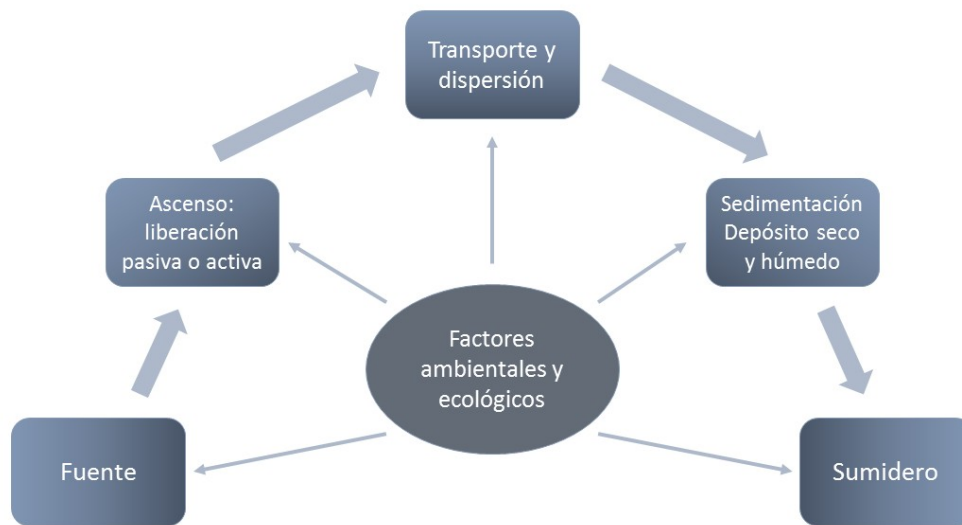 Transporte y
dispersión
Ascenso:
liberación
pasiva o activa
Sedimentación
Depósito seco
y húmedo
Factores
ambientales y
ecológicos
Fuente
Sumidero